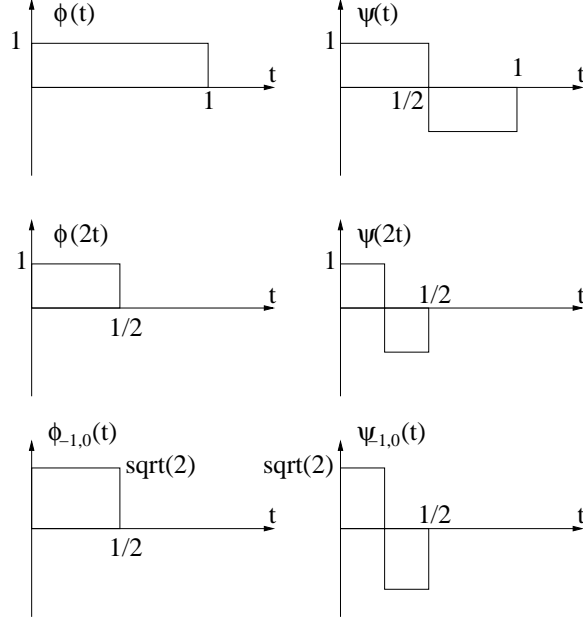 ϕ(t)
1
t
1
ψ(t)
1
1
t
1/2
ϕ(2t)
1
t
1/2
ψ(2t)
1
1/2
t
ϕ–1,0(t)
sqrt(2)
t
1/2
ψ–1,0(t)
sqrt(2)
1/2
t